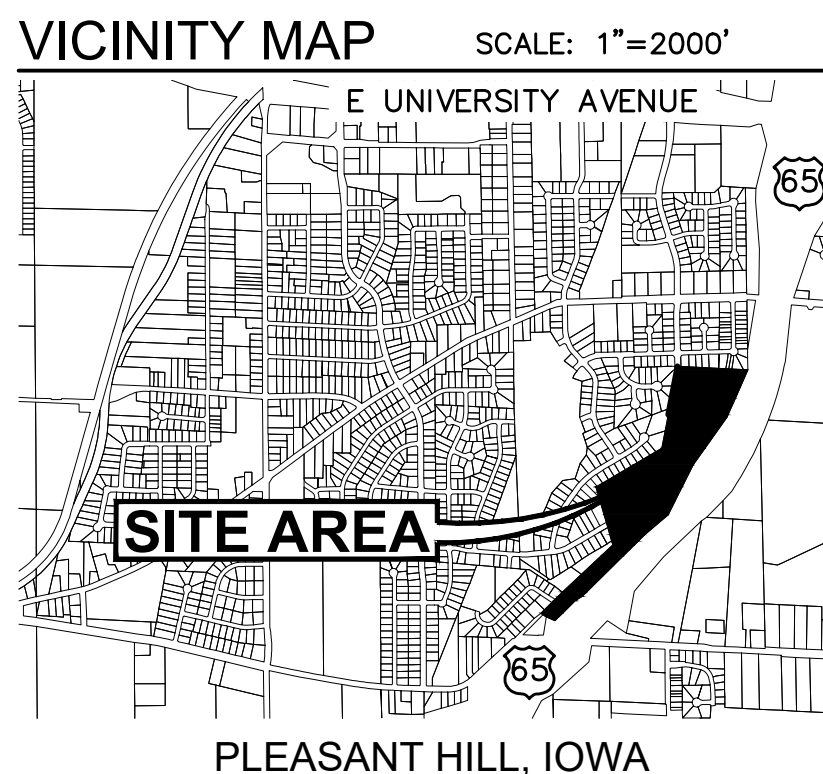 VICINITY MAP SCALE: 1"=2000'
E UNIVERSITY AVENUE
65
SITE AREA
65
PLEASANT HILL, IOWA